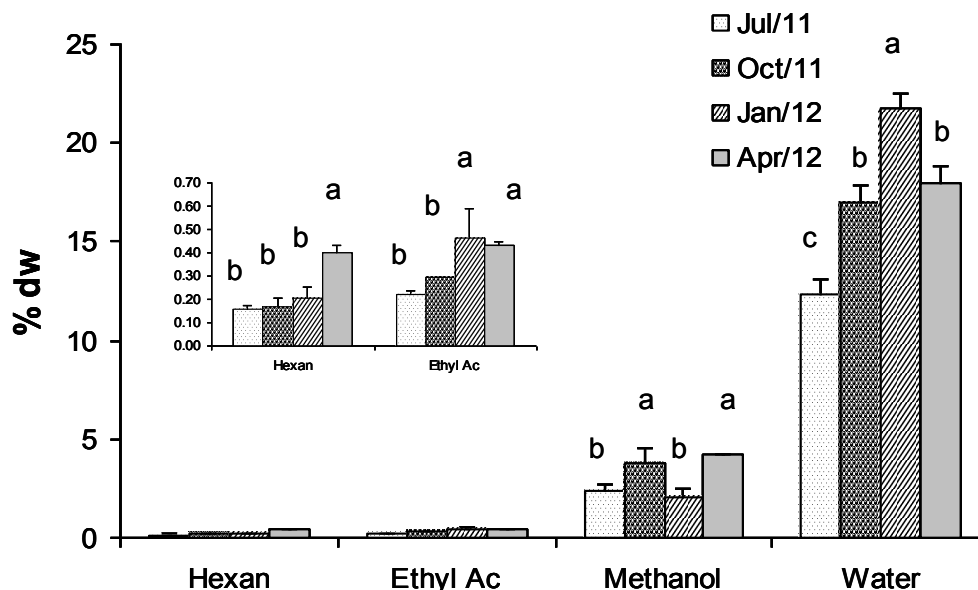 Jul/11
Oct/11
Jan/12
Apr/12
% dw
25
20
15
10
5
0
a
b
b
c
a
a
b
b
0.70
0.60
0.50
0.40
0.30
0.20
0.10
0.00
a
b
b
b
a
a
b
b
Hexan
Ethyl Ac
Hexan
Ethyl Ac
Methanol
Water